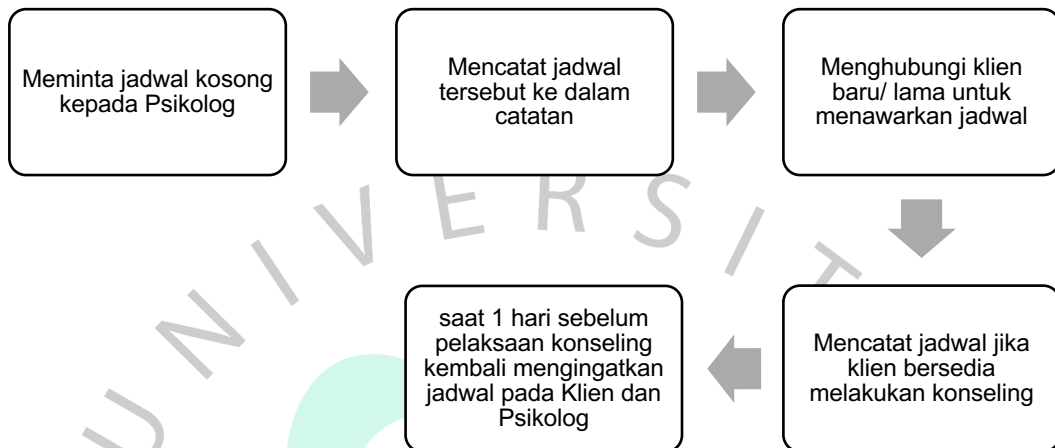 Meminta jadwal kosong
kepada Psikolog
Mencatat jadwal
tersebut ke dalam
catatan
Menghubungi klien
baru/ lama untuk
menawarkan jadwal
Mencatat jadwal jika
klien bersedia
melakukan konseling
saat 1 hari sebelum
pelaksaan konseling
kembali mengingatkan
jadwal pada Klien dan
Psikolog
UNIVERSIT